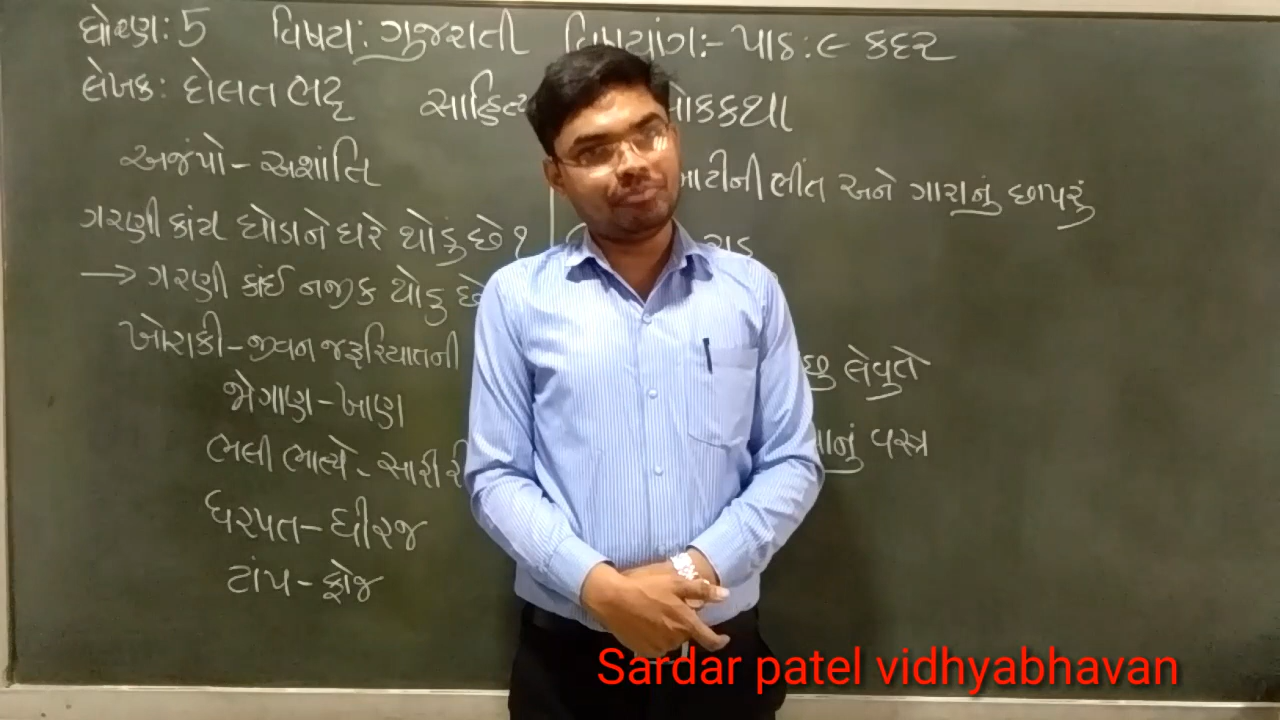 ધોરણ: 5 વિષય: ગુજરાતી વિષયાંગ:- પાઠ: ૯ કદર
લેખક: દોલત ભટ્ટ લોકકથા
અજંપો - અશાંતિ
માટીની ભીંત અને ગારાનું છાપરું
ગરણી કાંય ઘોડાને ઘરે થોકું છે ?
→ ગરણી કાંઈ નજીક થોડુ છે
ખોરાકી - જીવન જરૂરિયાતની
છુ લેવુ તે
જોગાણ - ખાણ
ભલી ભાત્યે - સારી રી
નું વસ્ત્ર
ધરપત - ધીરજ
ટાંપ - ફોજ
Sardar patel vidhyabhavan